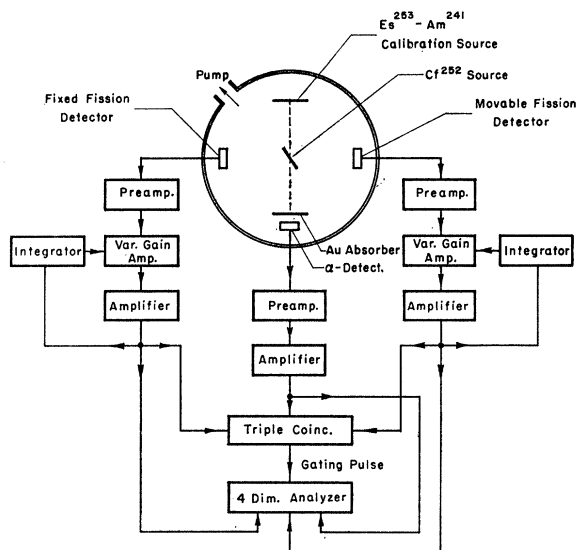 Es²⁵³ – Am²⁴¹
Calibration Source
Pump
Cf²⁵² Source
Fixed Fission
Detector
Movable Fission
Detector
Preamp.
Preamp.
Integrator
Var. Gain
Amp.
Au Absorber
α-Detect.
Var. Gain
Amp.
Integrator
Amplifier
Preamp.
Amplifier
Amplifier
Triple Coinc.
Gating Pulse
4 Dim. Analyzer